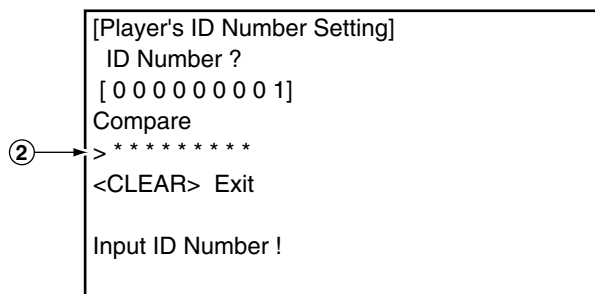 [Player's ID Number Setting]
ID Number ?
[ 0 0 0 0 0 0 0 0 1]
Compare
② > * * * * * * * * *
<CLEAR> Exit
Input ID Number !